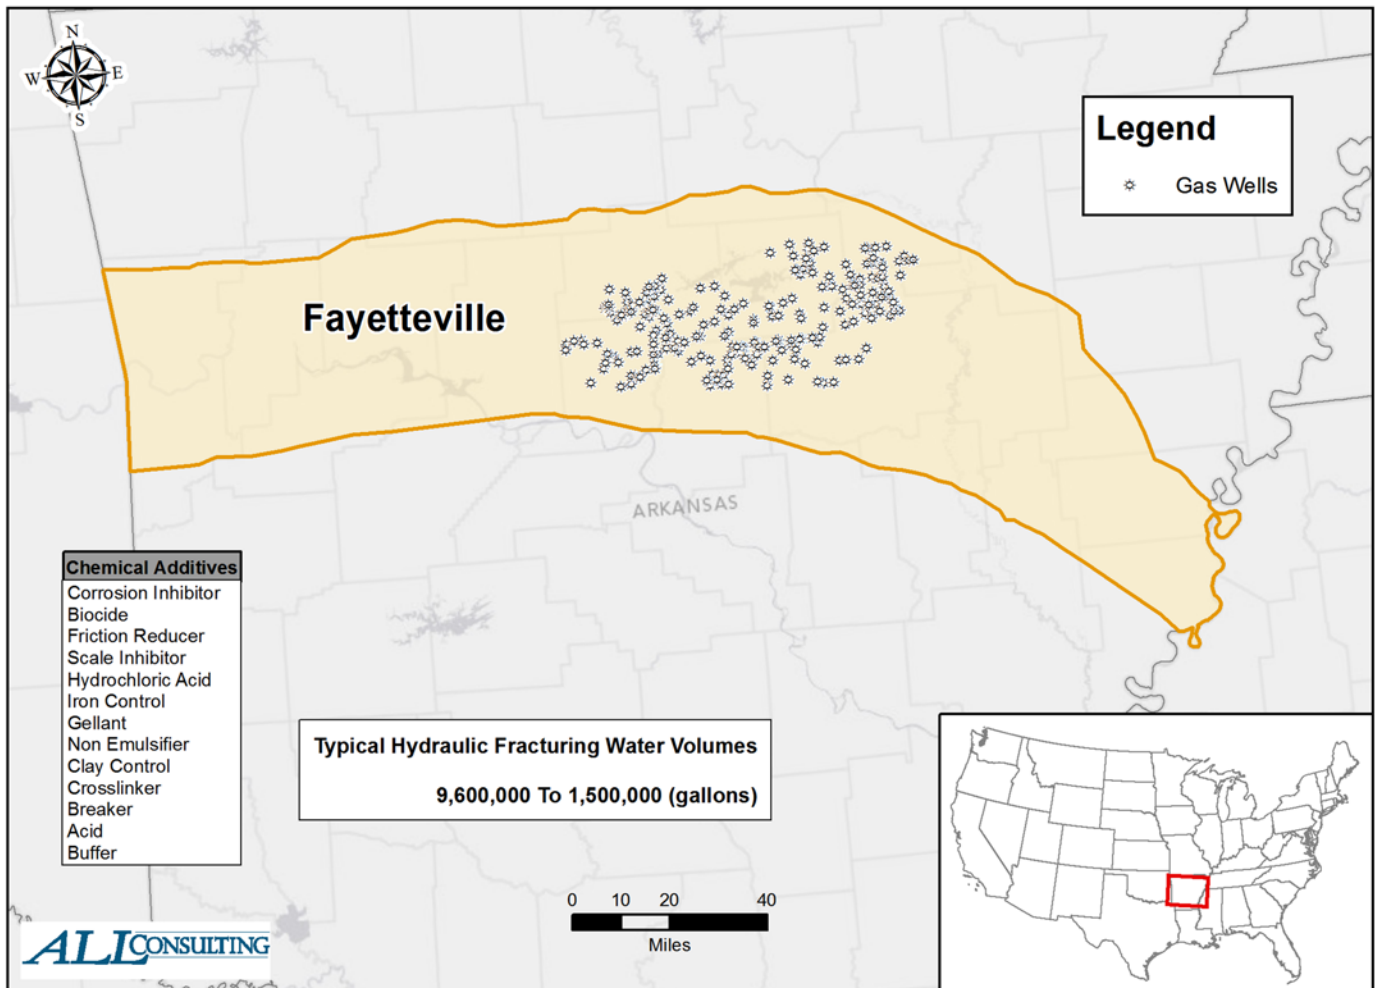 N
W E
S
Legend
Gas Wells
Fayetteville
ARKANSAS
Chemical Additives
Corrosion Inhibitor
Biocide
Friction Reducer
Scale Inhibitor
Hydrochloric Acid
Iron Control
Gellant
Non Emulsifier
Clay Control
Crosslinker
Breaker
Acid
Buffer
Typical Hydraulic Fracturing Water Volumes
9,600,000 To 1,500,000 (gallons)
0 10 20 40
Miles
ALL CONSULTING